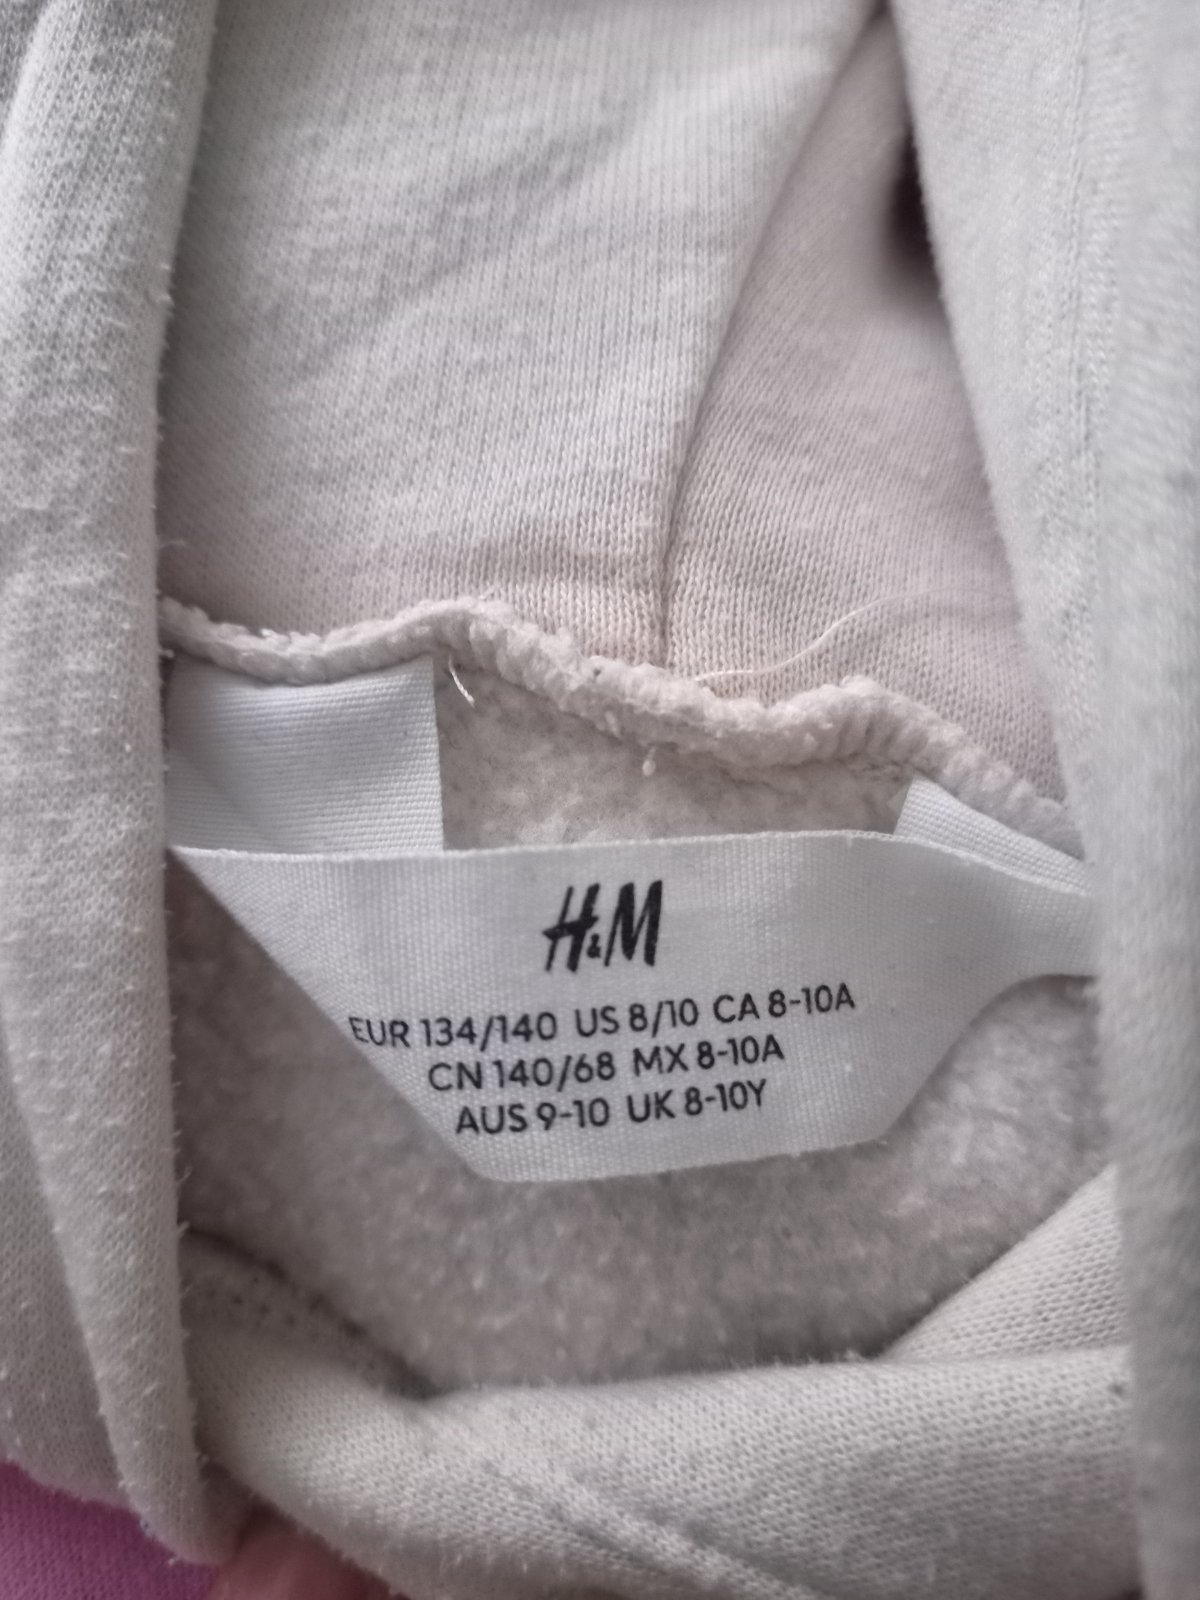 H&M
EUR 134/140 US 8/10 CA 8-10A
CN 140/68 MX 8-10A
AUS 9-10 UK 8-10Y